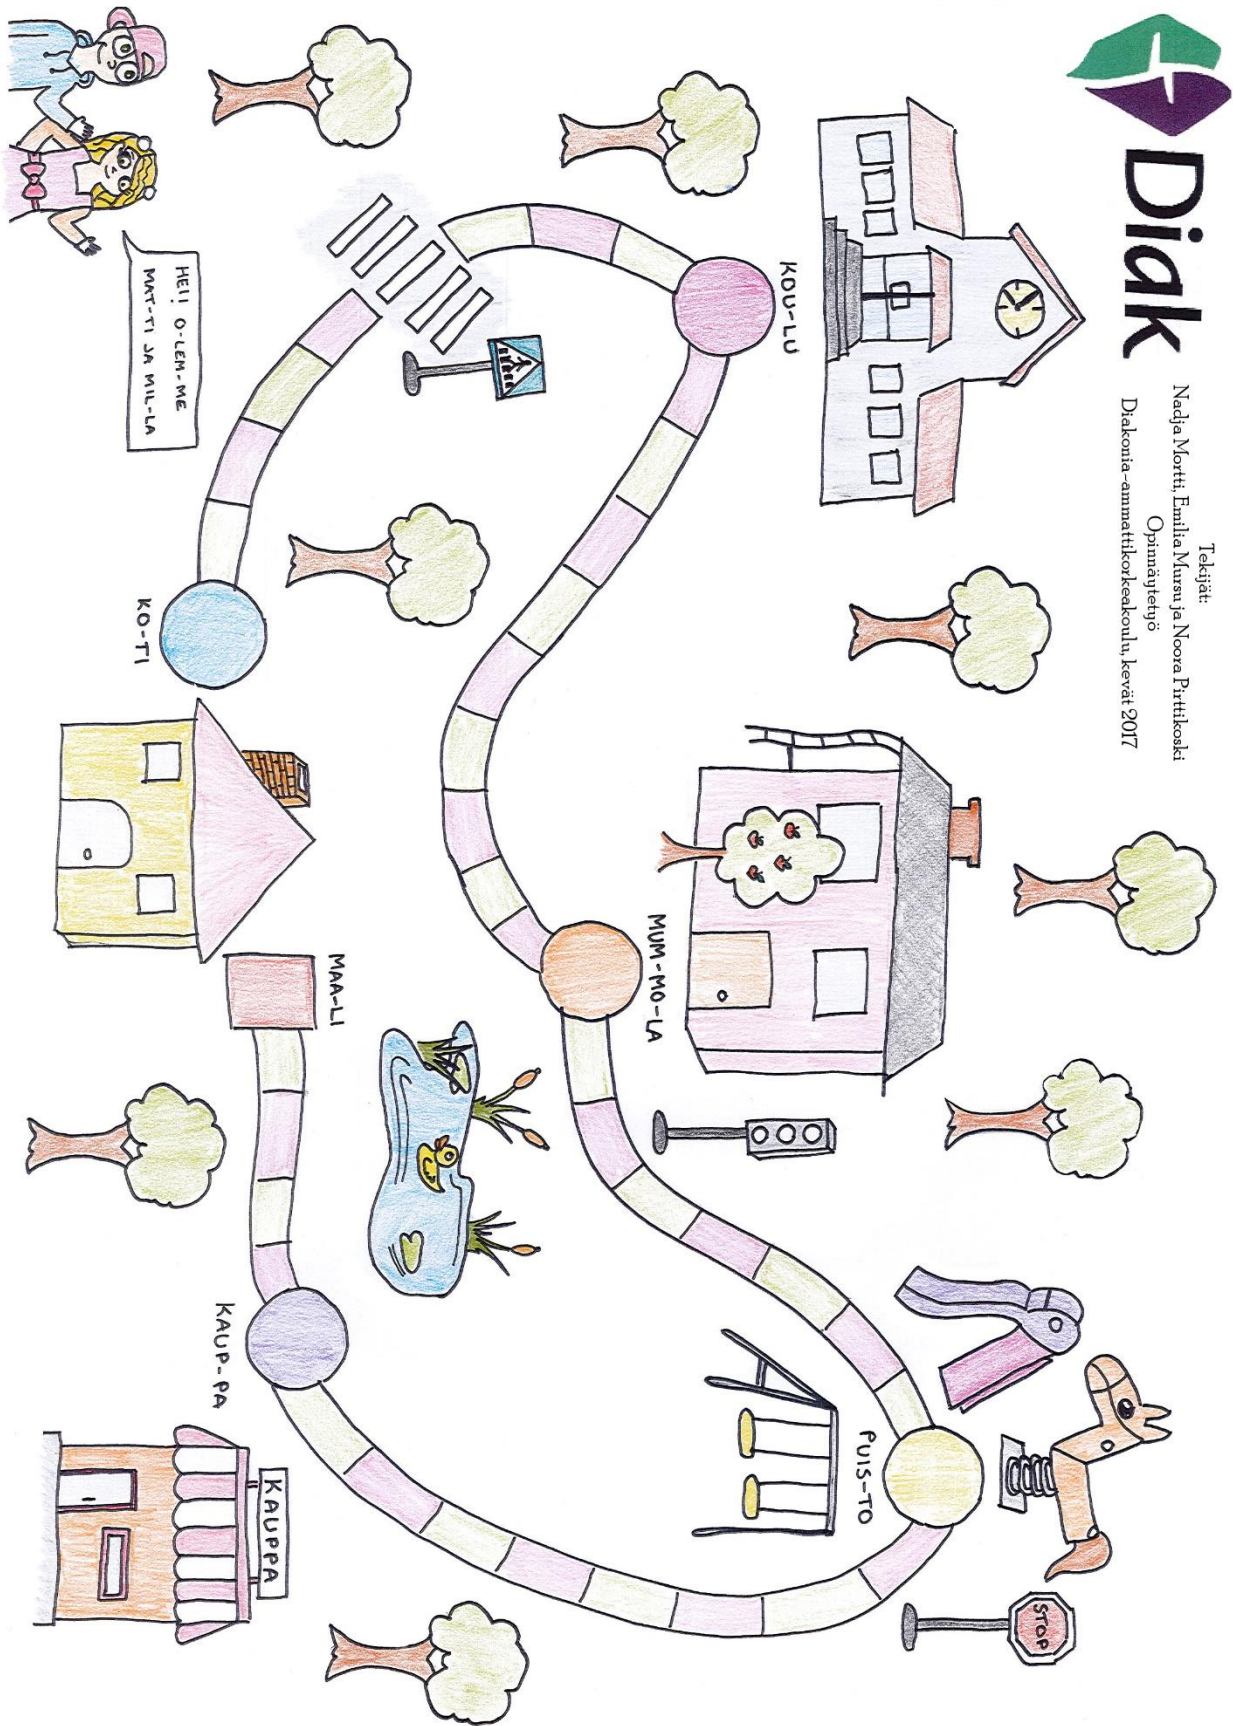 Diak
Tekijät:
Nadja Mortti, Emilia Mursu ja Noora Pirttikoski
Opinnäytetyö
Diakonia-ammattikorkeakoulu, kevät 2017
KOU-LU
HEI! O-LEM-ME
MAT-TI JA MIL-LA
KO-TI
MUM-MO-LA
MAA-LI
PUIS-TO
STOP
KAUP-PA
KAUPPA